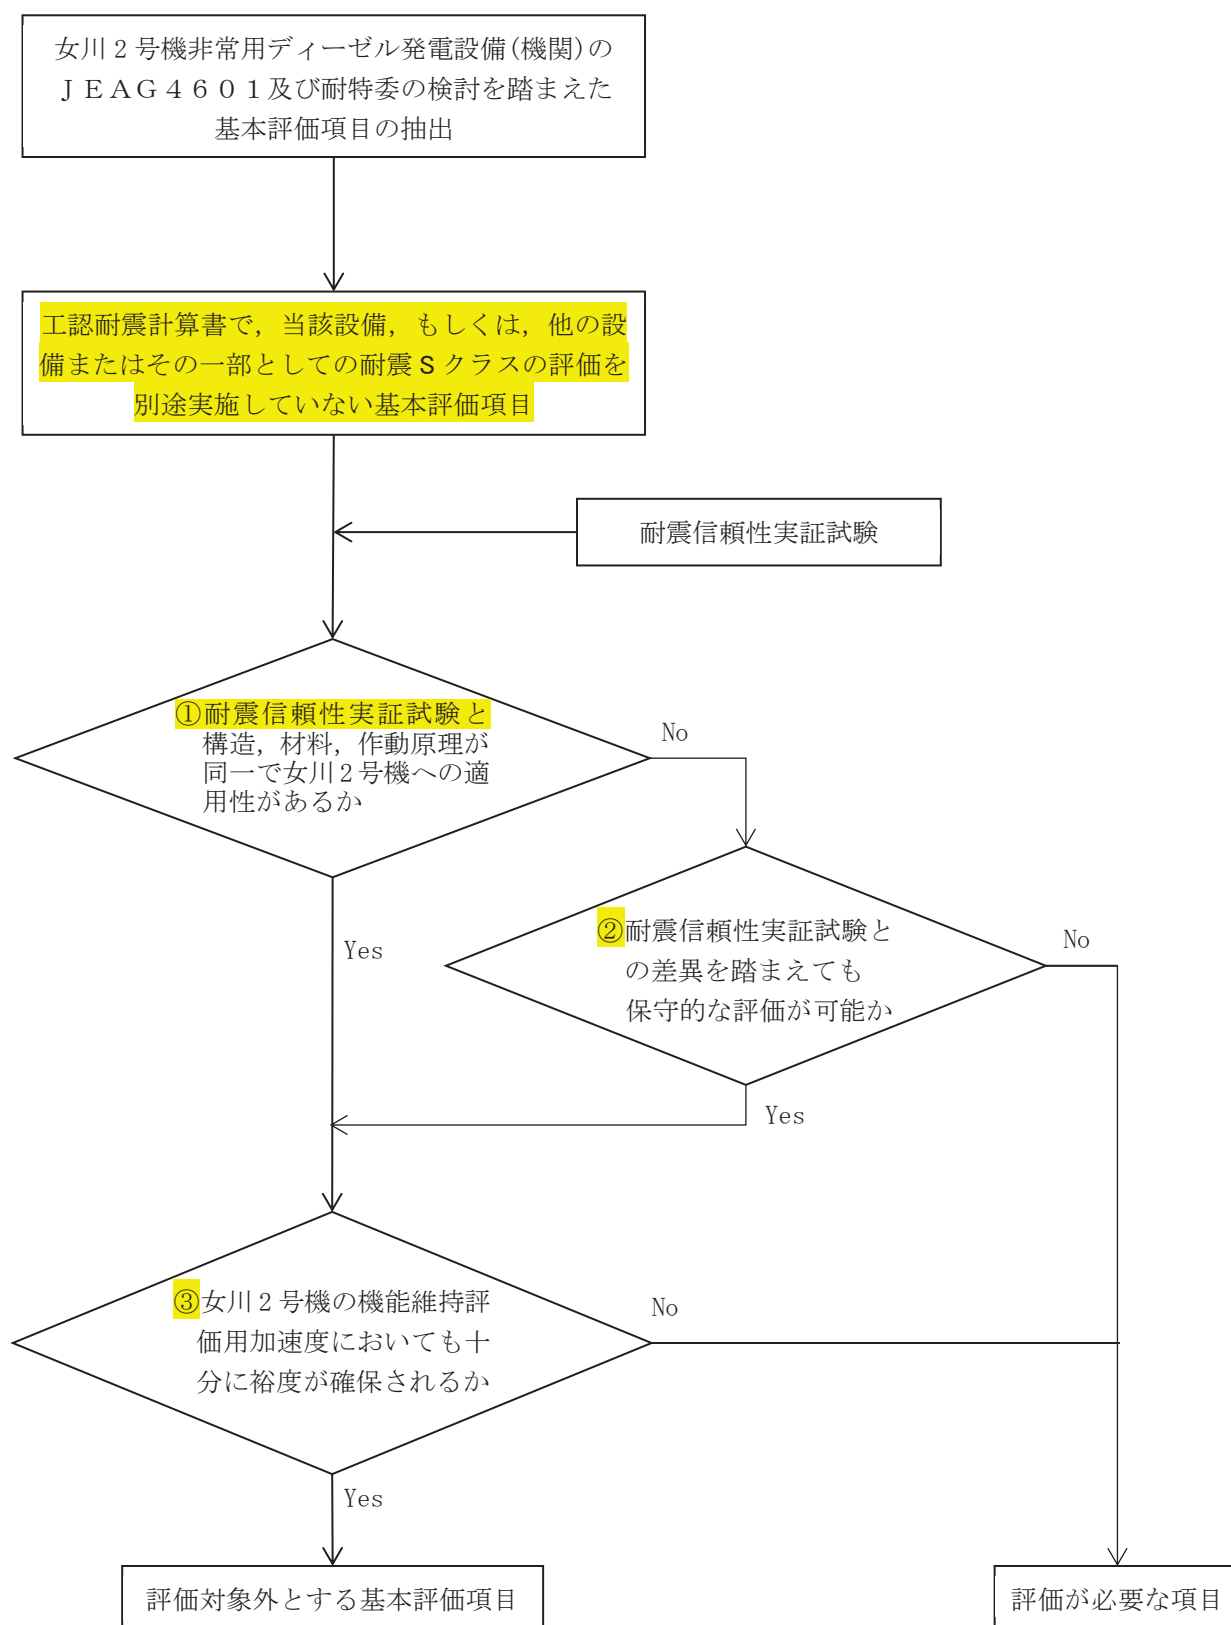 女川２号機非常用ディーゼル発電設備(機関)の
ＪＥＡＧ４６０１及び耐特委の検討を踏まえた
基本評価項目の抽出
工認耐震計算書で，当該設備，もしくは，他の設
備またはその一部としての耐震 S クラスの評価を
別途実施していない基本評価項目
耐震信頼性実証試験
①耐震信頼性実証試験と
構造，材料，作動原理が
同一で女川２号機への適
用性があるか
No
Yes
②耐震信頼性実証試験と
の差異を踏まえても
保守的な評価が可能か
No
Yes
③女川２号機の機能維持評
価用加速度においても十
分に裕度が確保されるか
No
Yes
評価対象外とする基本評価項目
評価が必要な項目